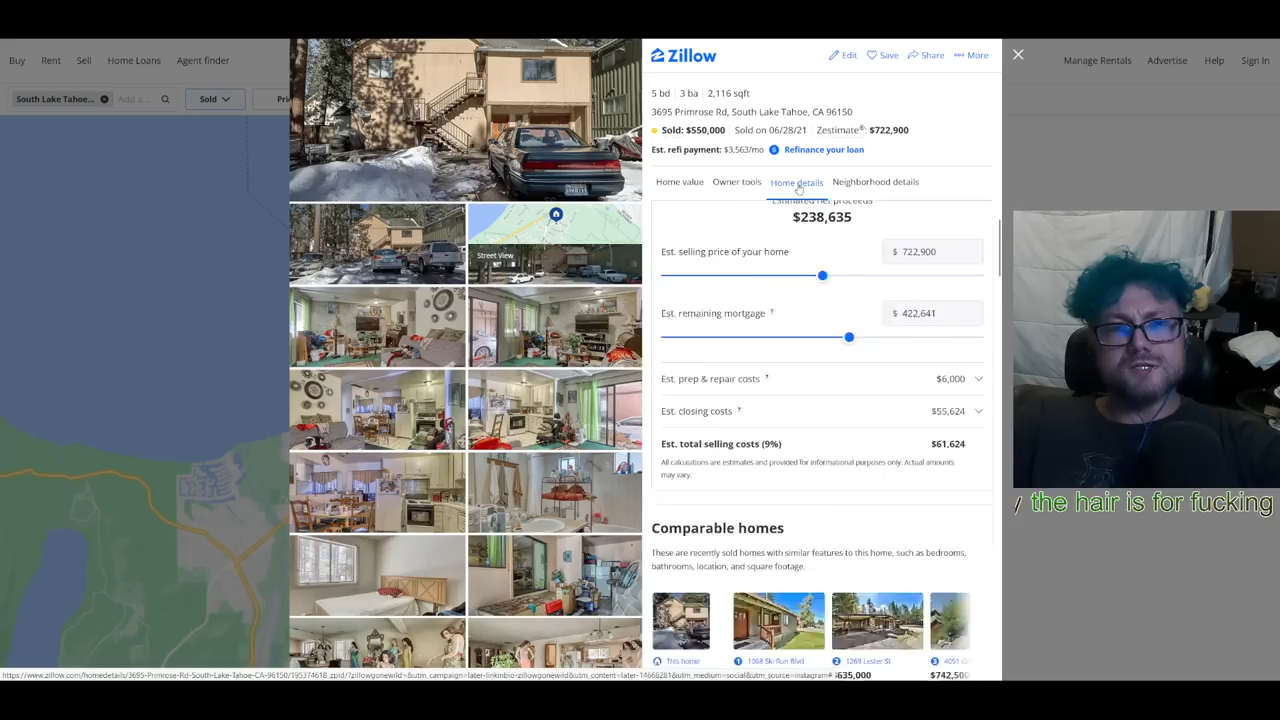 Buy Rent Sell Home Loans Agent finder
Manage Rentals Advertise Help Sign In
South Lake Tahoe... Add a...
Sold
Zillow
Edit Save Share More
5 bd 3 ba 2,116 sqft
3695 Primrose Rd, South Lake Tahoe, CA 96150
Sold: $550,000 Sold on 06/28/21 Zestimate®: $722,900
Est. refi payment: $3,563/mo $ Refinance your loan
Home value Owner tools Home details Neighborhood details
Street View
Estimated net proceeds
$238,635
Est. selling price of your home $ 722,900
Est. remaining mortgage ? $ 422,641
Est. prep & repair costs ? $6,000
Est. closing costs ? $55,624
Est. total selling costs (9%) $61,624
All calculations are estimates and provided for informational purposes only. Actual amounts
may vary.
Comparable homes
These are recently sold homes with similar features to this home, such as bedrooms,
bathrooms, location, and square footage.
This home 1 1068 Ski Run Blvd 2 1269 Lester St 3 4091
$635,000 $742,500
the hair is for fucking